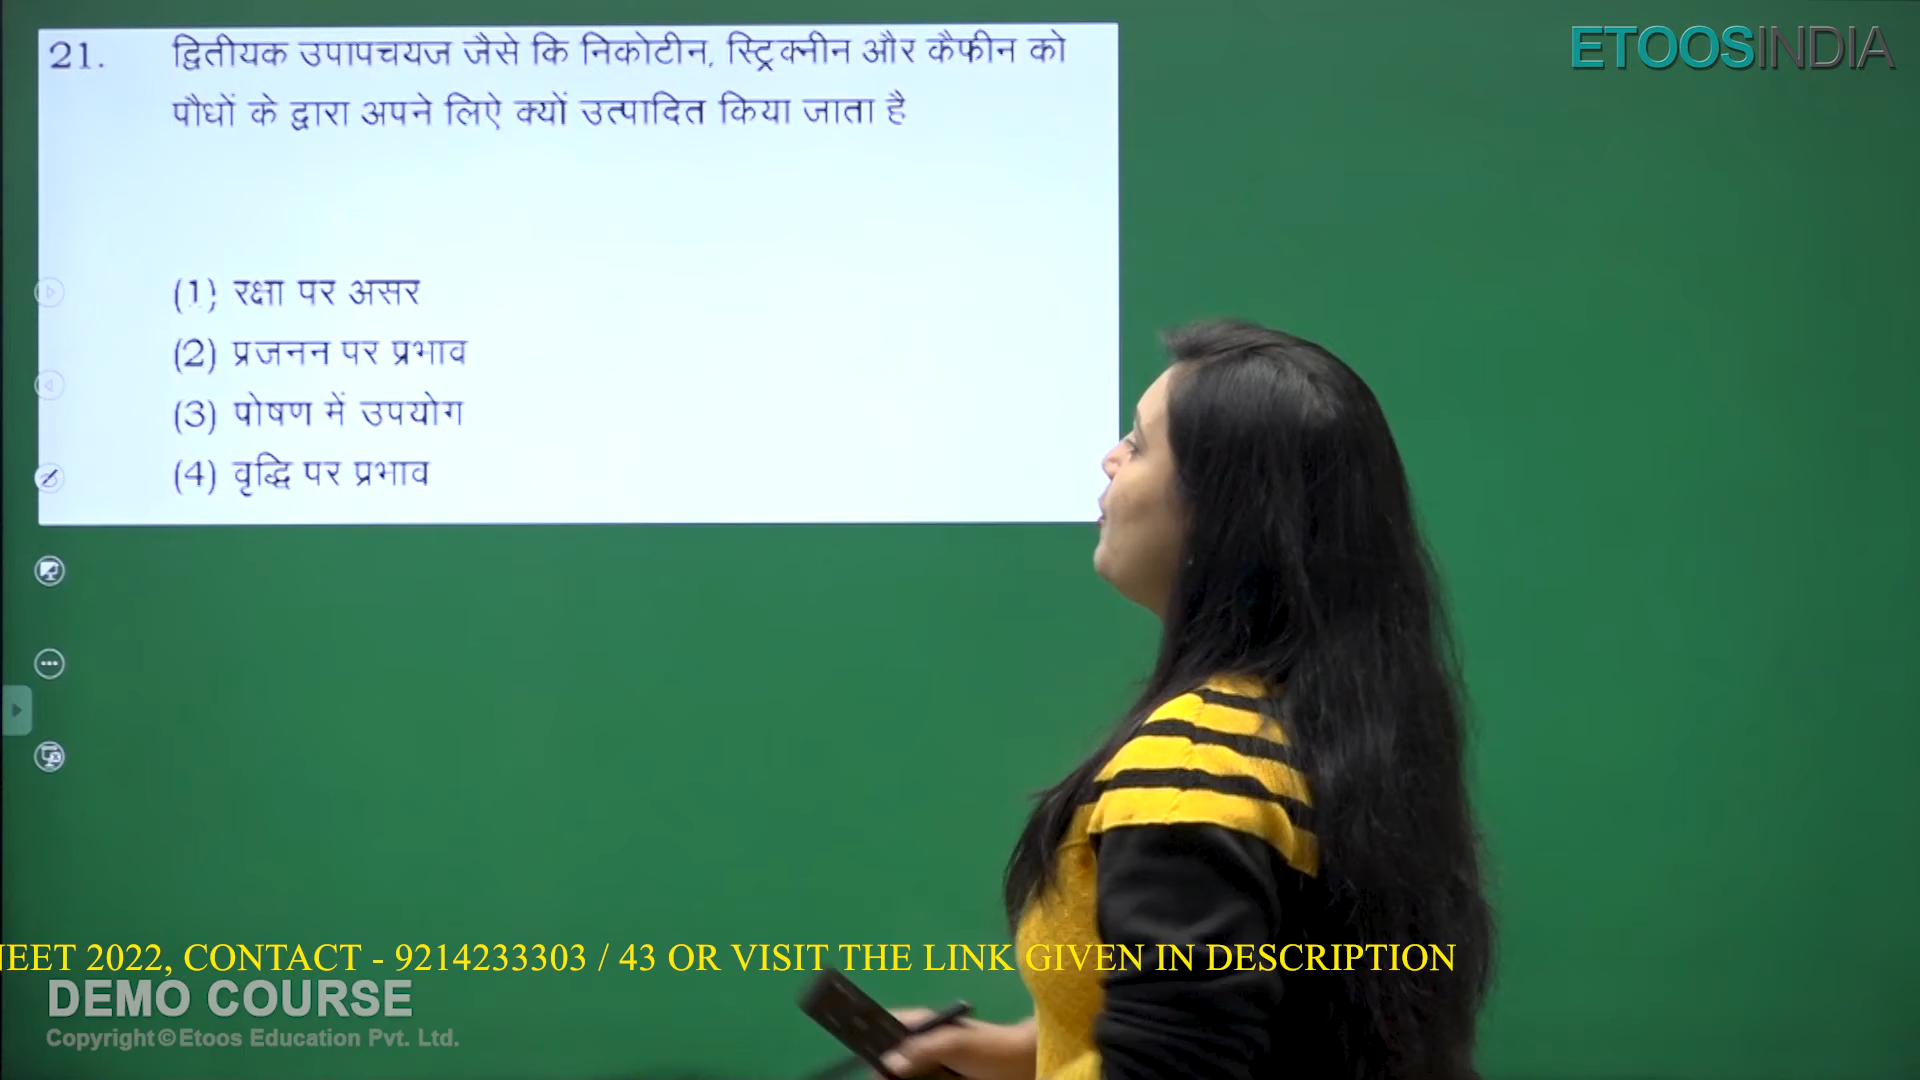 ETOOSINDIA
21. द्वितीयक उपापचयज जैसे कि निकोटीन, स्ट्रिक्नीन और कैफीन को
पौधों के द्वारा अपने लिऐ क्यों उत्पादित किया जाता है
(1) रक्षा पर असर
(2) प्रजनन पर प्रभाव
(3) पोषण में उपयोग
(4) वृद्धि पर प्रभाव
NEET 2022, CONTACT - 9214233303 / 43 OR VISIT THE LINK GIVEN IN DESCRIPTION
DEMO COURSE
Copyright © Etoos Education Pvt. Ltd.